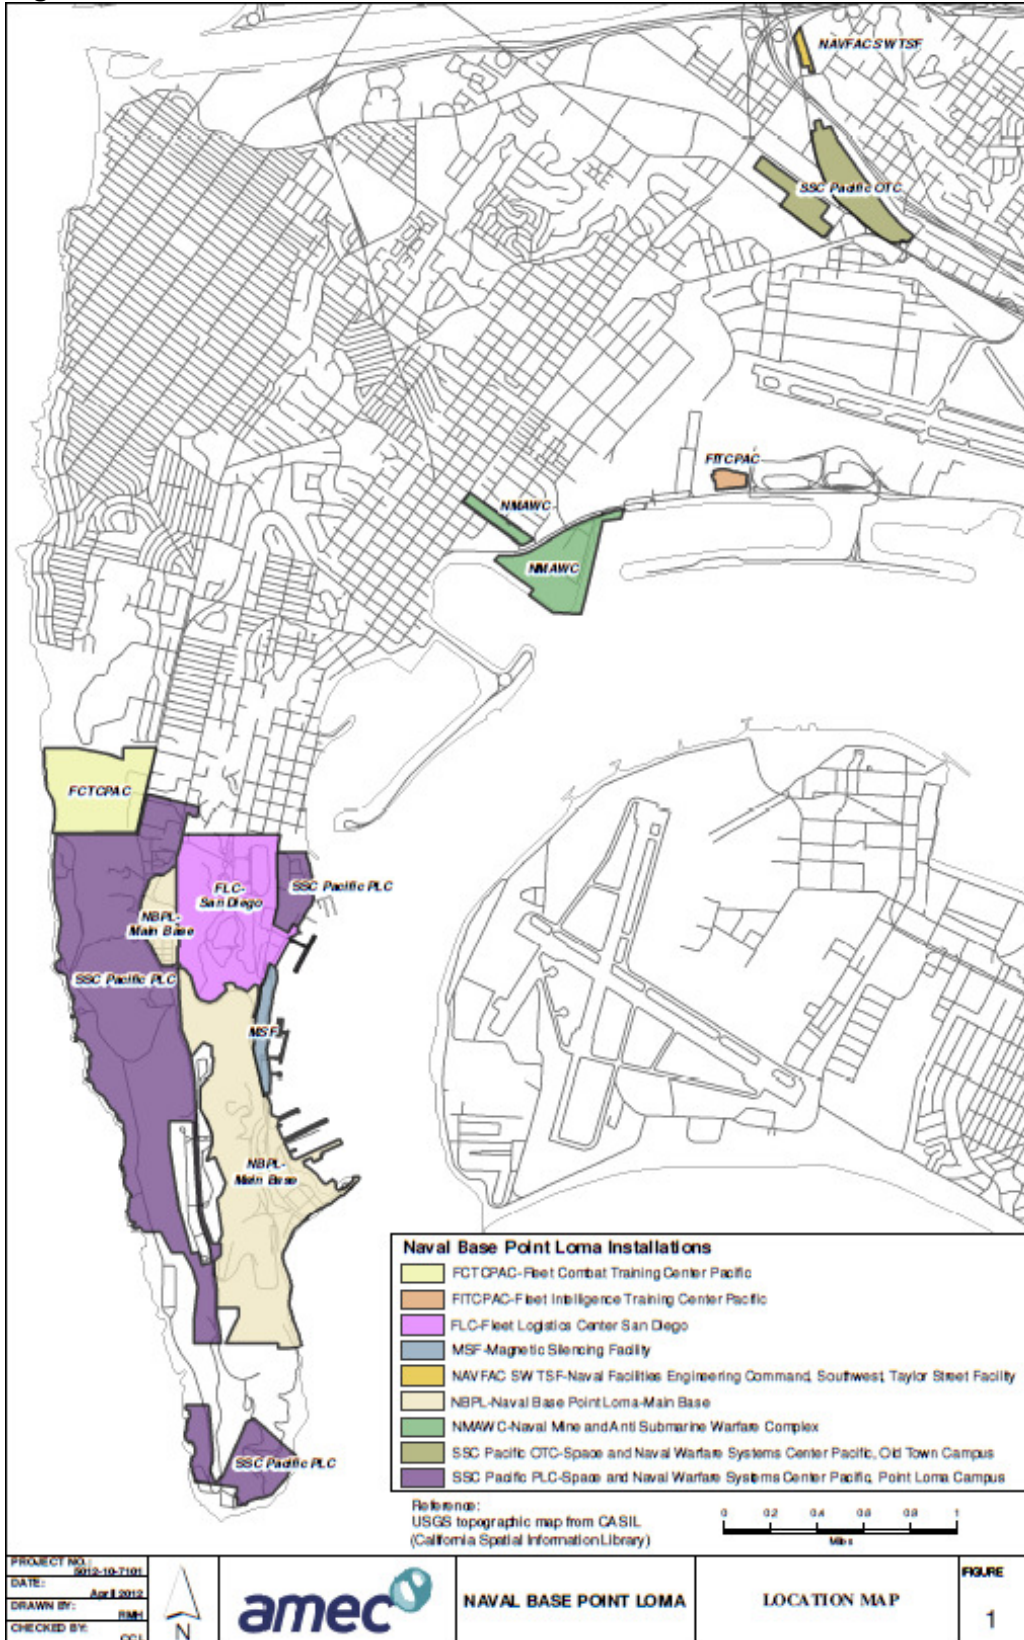 NAVFAC SW TSF
SSC Pacific OTC
FITCPAC
NMAWC
NMAWC
FCTCPAC
FLC-
San Diego
SSC Pacific PLC
NBPL-
Main Base
SSC Pacific PLC
MSF
NBPL-
Main Base
SSC Pacific PLC
Naval Base Point Loma Installations
FCTCPAC-Fleet Combat Training Center Pacific
FITCPAC-Fleet Intelligence Training Center Pacific
FLC-Fleet Logistics Center San Diego
MSF-Magnetic Silencing Facility
NAVFAC SW TSF-Naval Facilities Engineering Command, Southwest, Taylor Street Facility
NBPL-Naval Base Point Loma-Main Base
NMAWC-Naval Mine and Anti Submarine Warfare Complex
SSC Pacific OTC-Space and Naval Warfare Systems Center Pacific, Old Town Campus
SSC Pacific PLC-Space and Naval Warfare Systems Center Pacific, Point Loma Campus
Reference:
USGS topographic map from CASIL
(California Spatial Information Library)
0 0.2 0.4 0.6 0.8 1
Miles
PROJECT NO.:
5012-10-7101
DATE:
April 2012
DRAWN BY:
RMH
CHECKED BY:
N
amec
NAVAL BASE POINT LOMA
LOCATION MAP
FIGURE
1